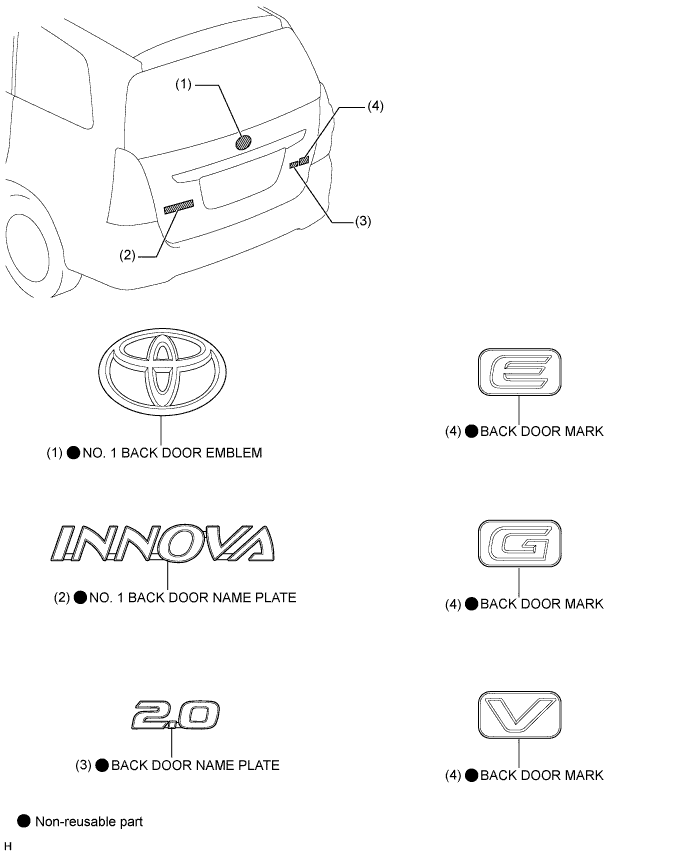 (1)
(4)
(3)
(2)
E
(1) ●NO. 1 BACK DOOR EMBLEM
(4) ●BACK DOOR MARK
INNOVA
G
(2) ●NO. 1 BACK DOOR NAME PLATE
(4) ●BACK DOOR MARK
2.0
V
(3) ●BACK DOOR NAME PLATE
(4) ●BACK DOOR MARK
● Non-reusable part
H